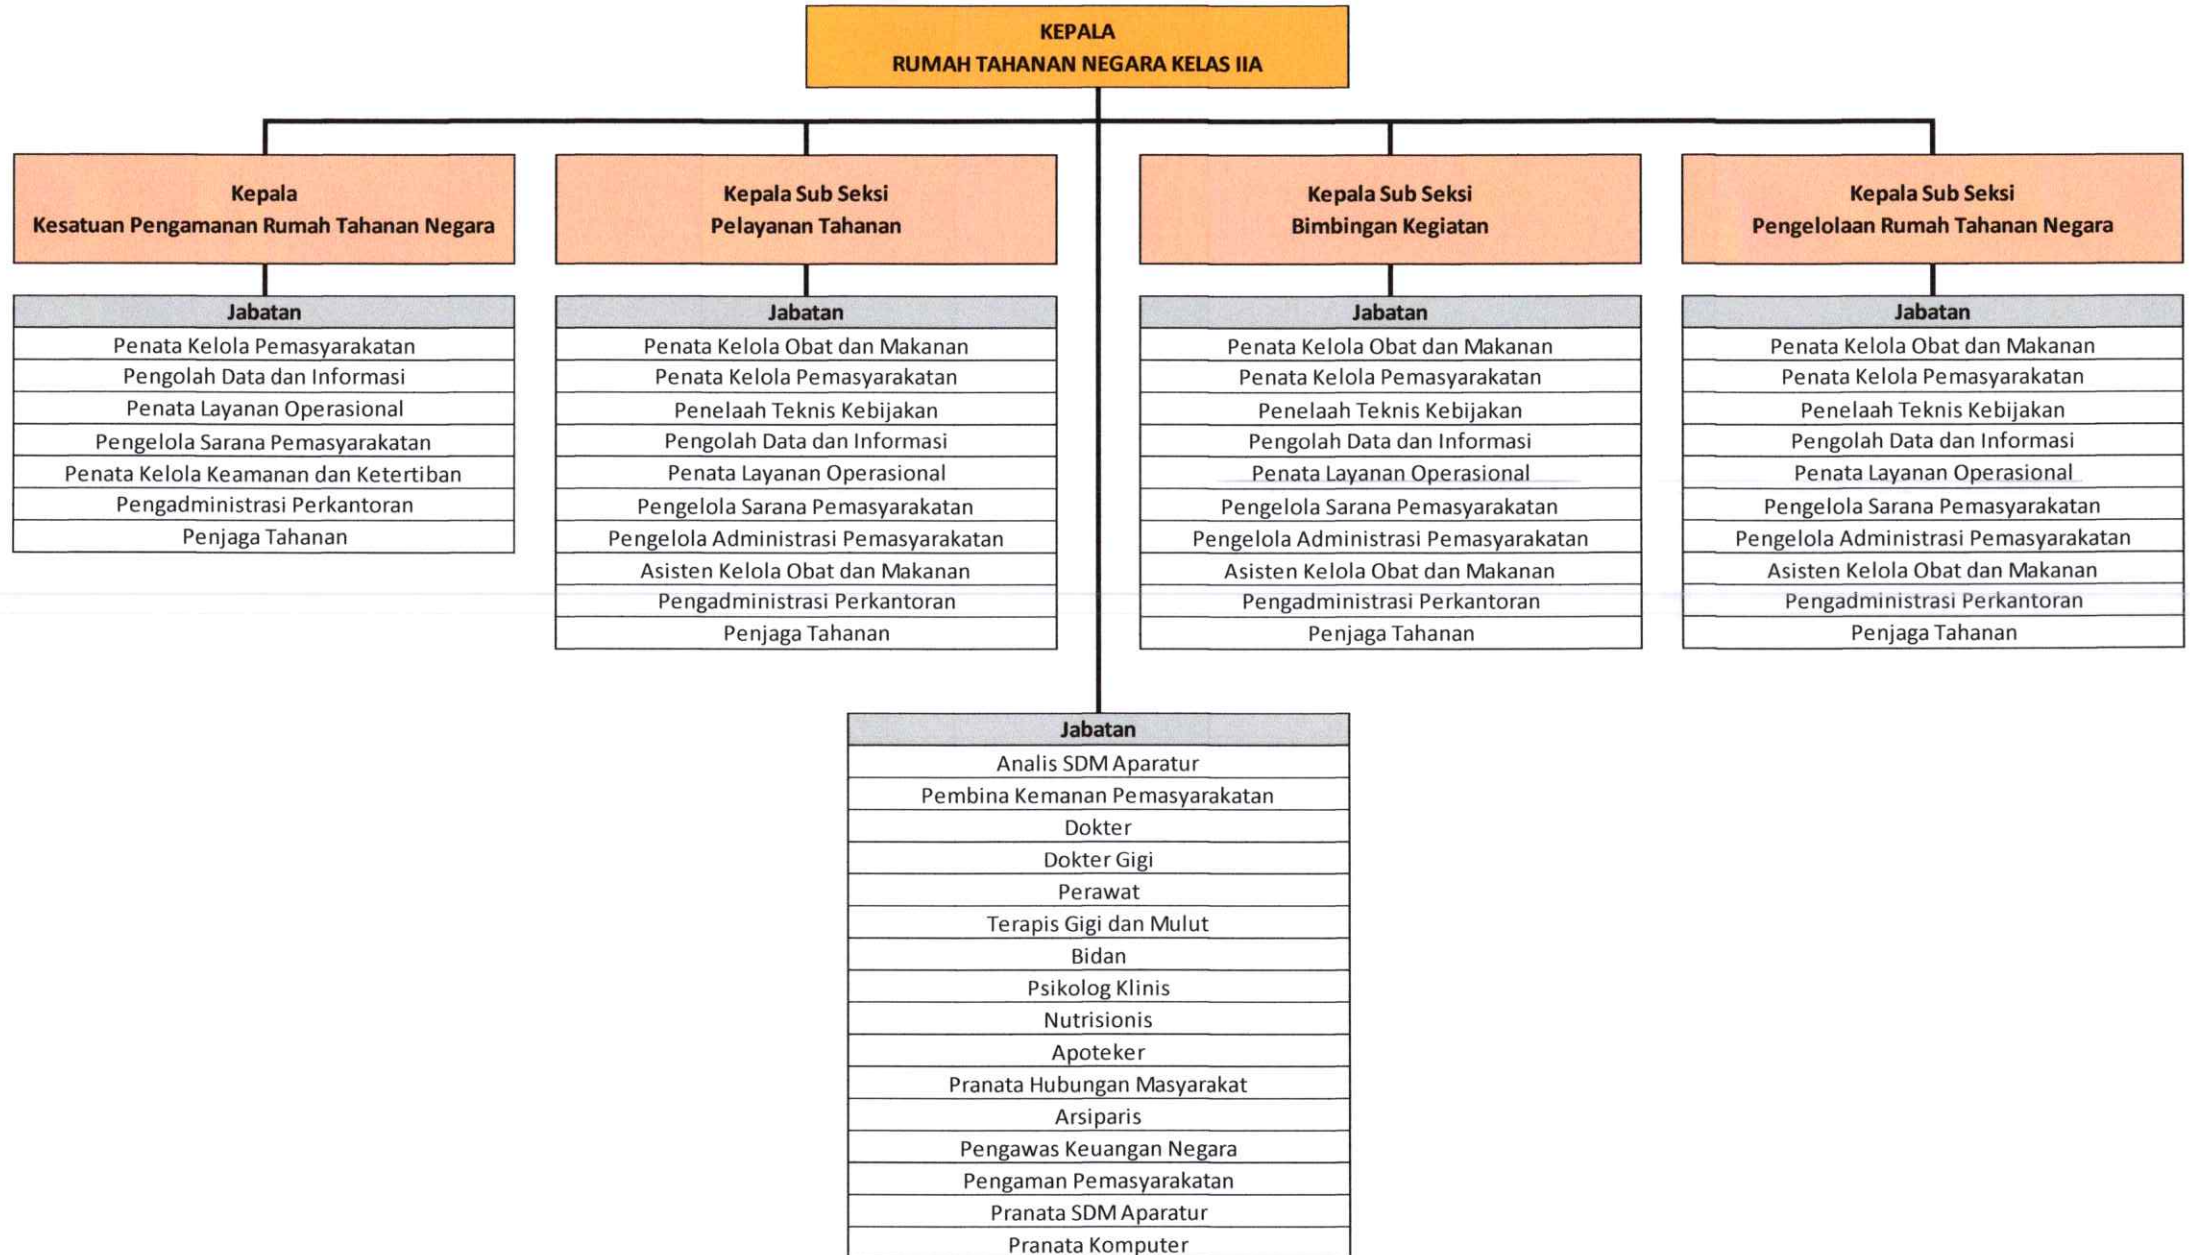 KEPALA
RUMAH TAHANAN NEGARA KELAS IIA
Kepala
Kesatuan Pengamanan Rumah Tahanan Negara
Jabatan
Penata Kelola Pemasyarakatan
Pengolah Data dan Informasi
Penata Layanan Operasional
Pengelola Sarana Pemasyarakatan
Penata Kelola Keamanan dan Ketertiban
Pengadministrasi Perkantoran
Penjaga Tahanan
Kepala Sub Seksi
Pelayanan Tahanan
Jabatan
Penata Kelola Obat dan Makanan
Penata Kelola Pemasyarakatan
Penelaah Teknis Kebijakan
Pengolah Data dan Informasi
Penata Layanan Operasional
Pengelola Sarana Pemasyarakatan
Pengelola Administrasi Pemasyarakatan
Asisten Kelola Obat dan Makanan
Pengadministrasi Perkantoran
Penjaga Tahanan
Kepala Sub Seksi
Bimbingan Kegiatan
Jabatan
Penata Kelola Obat dan Makanan
Penata Kelola Pemasyarakatan
Penelaah Teknis Kebijakan
Pengolah Data dan Informasi
Penata Layanan Operasional
Pengelola Sarana Pemasyarakatan
Pengelola Administrasi Pemasyarakatan
Asisten Kelola Obat dan Makanan
Pengadministrasi Perkantoran
Penjaga Tahanan
Kepala Sub Seksi
Pengelolaan Rumah Tahanan Negara
Jabatan
Penata Kelola Obat dan Makanan
Penata Kelola Pemasyarakatan
Penelaah Teknis Kebijakan
Pengolah Data dan Informasi
Penata Layanan Operasional
Pengelola Sarana Pemasyarakatan
Pengelola Administrasi Pemasyarakatan
Asisten Kelola Obat dan Makanan
Pengadministrasi Perkantoran
Penjaga Tahanan
Jabatan
Analis SDM Aparatur
Pembina Kemanan Pemasyarakatan
Dokter
Dokter Gigi
Perawat
Terapis Gigi dan Mulut
Bidan
Psikolog Klinis
Nutrisionis
Apoteker
Pranata Hubungan Masyarakat
Arsiparis
Pengawas Keuangan Negara
Pengaman Pemasyarakatan
Pranata SDM Aparatur
Pranata Komputer